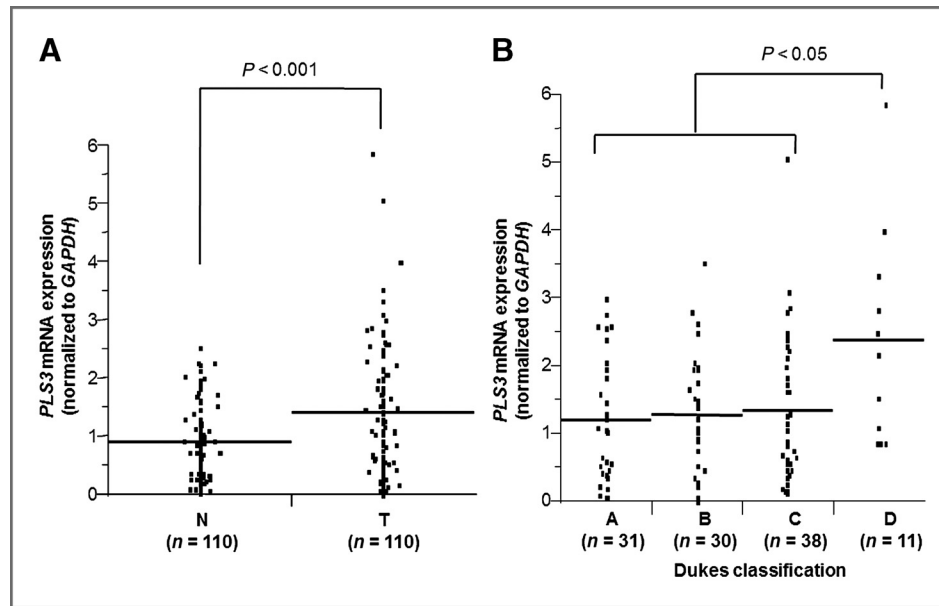 A
P < 0.001
PLS3 mRNA expression
(normalized to GAPDH)
6
5
4
3
2
1
0
N
T
(n = 110)
(n = 110)
B
P < 0.05
PLS3 mRNA expression
(normalized to GAPDH)
6
5
4
3
2
1
0
A
B
C
D
(n = 31)
(n = 30)
(n = 38)
(n = 11)
Dukes classification